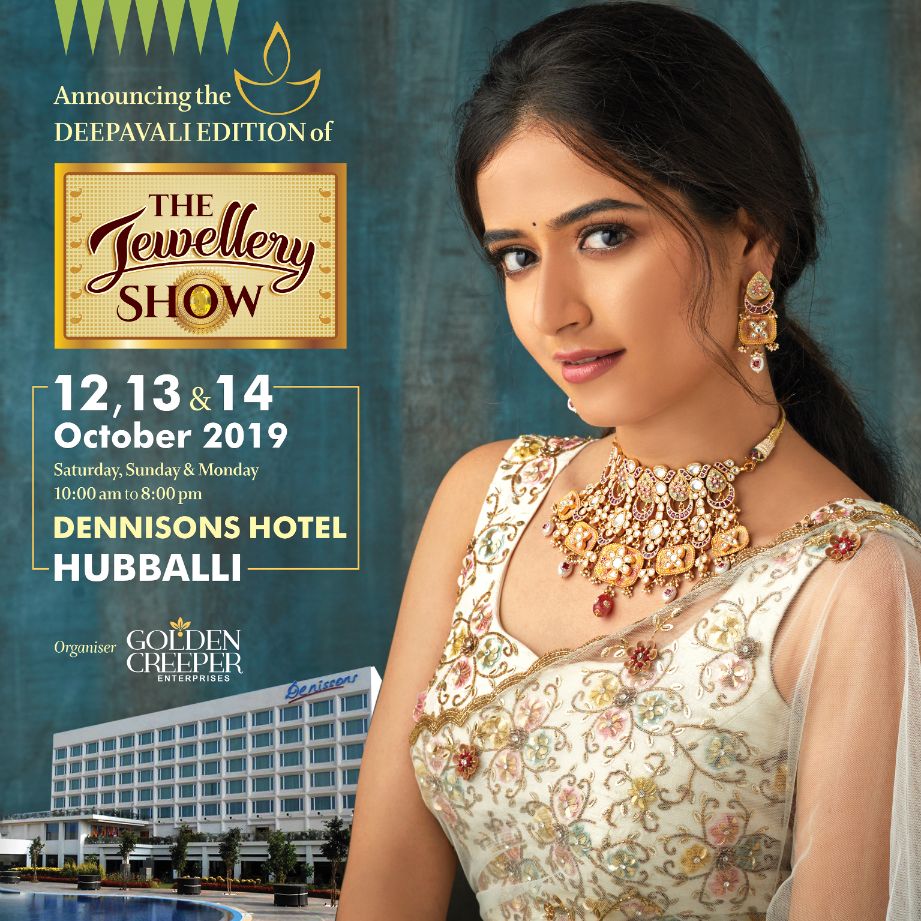 Announcing the
DEEPAVALI EDITION of
THE
Jewellery
SHOW
12, 13 & 14
October 2019
Saturday, Sunday & Monday
10:00 am to 8:00 pm
DENNISONS HOTEL
HUBBALLI
Organiser GOLDEN
CREEPER
ENTERPRISES
Denissons